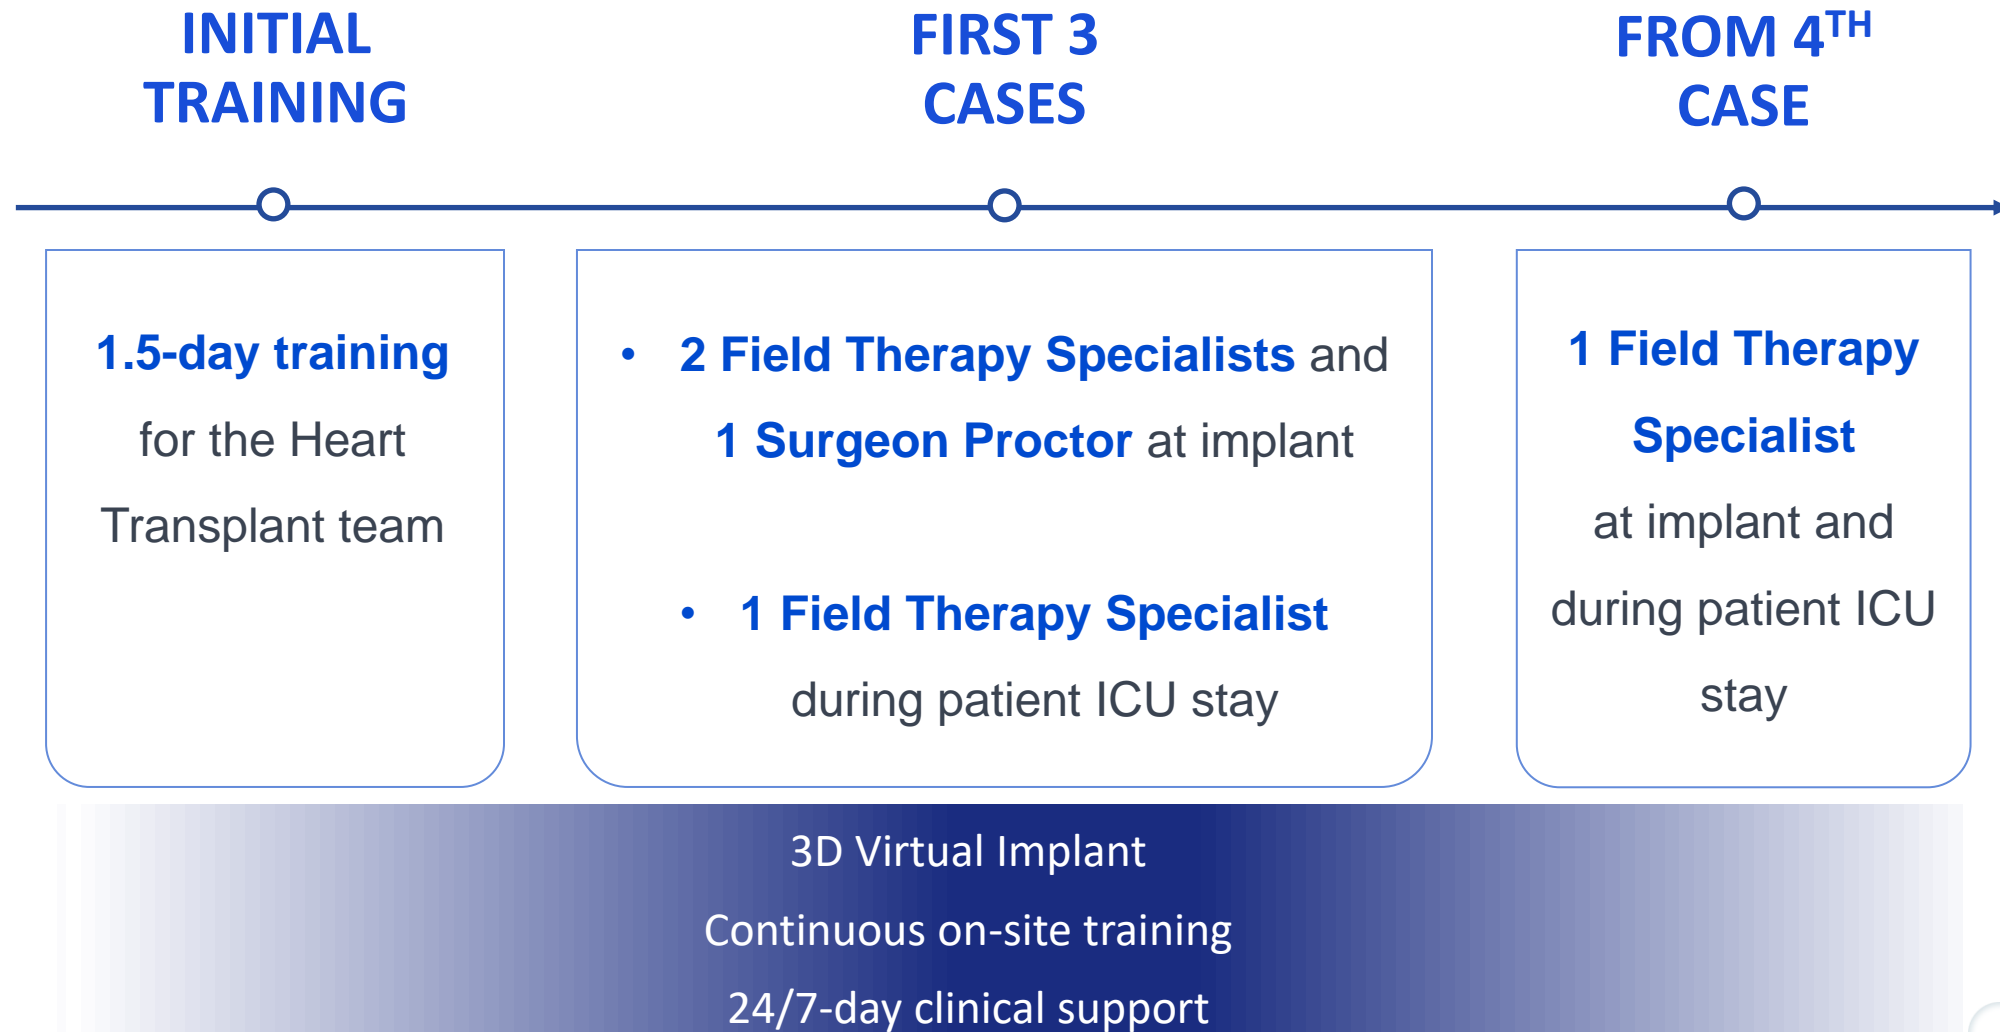 INITIAL
TRAINING
FIRST 3
CASES
FROM 4TH
CASE
1.5-day training
for the Heart
Transplant team
• 2 Field Therapy Specialists and
1 Surgeon Proctor at implant
• 1 Field Therapy Specialist
during patient ICU stay
1 Field Therapy
Specialist
at implant and
during patient ICU
stay
3D Virtual Implant
Continuous on-site training
24/7-day clinical support